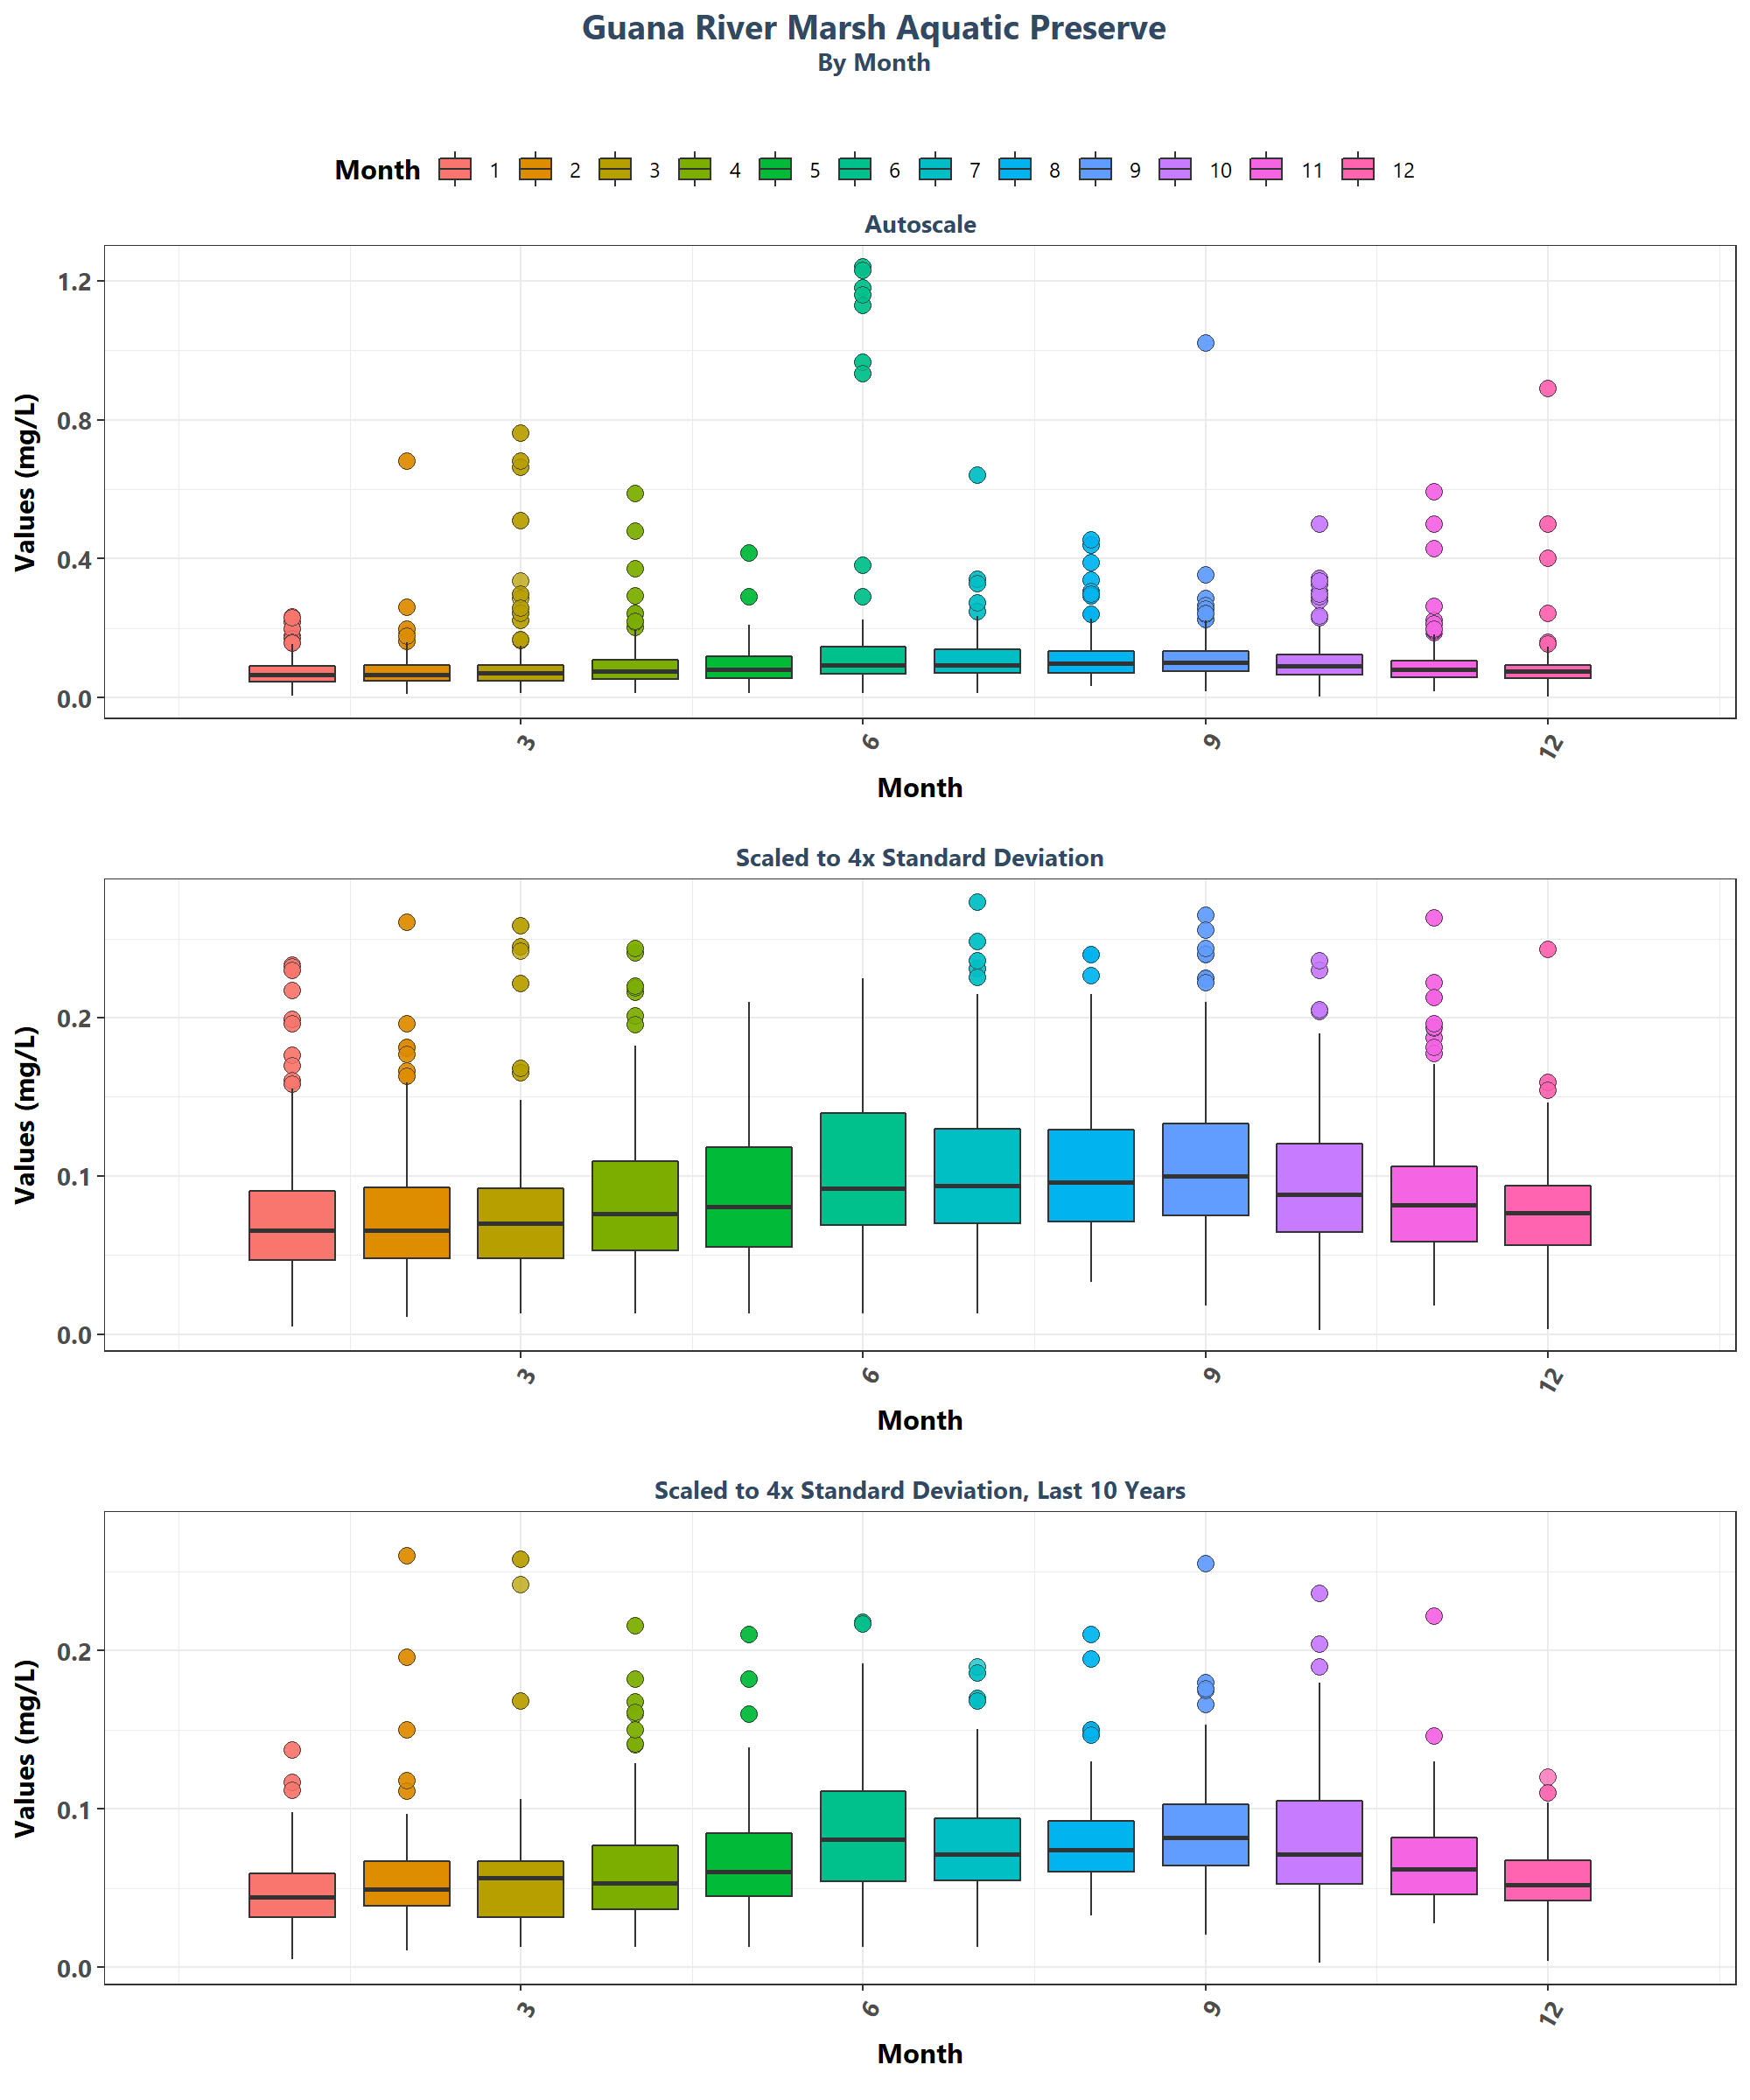 Guana River Marsh Aquatic Preserve
By Month
Month 1 2 3 4 5 6 7 8 9 10 11 12
Autoscale
Values (mg/L)
1.2
0.8
0.4
0.0
3 6 9 12
Month
Scaled to 4x Standard Deviation
Values (mg/L)
0.2
0.1
0.0
3 6 9 12
Month
Scaled to 4x Standard Deviation, Last 10 Years
Values (mg/L)
0.2
0.1
0.0
3 6 9 12
Month